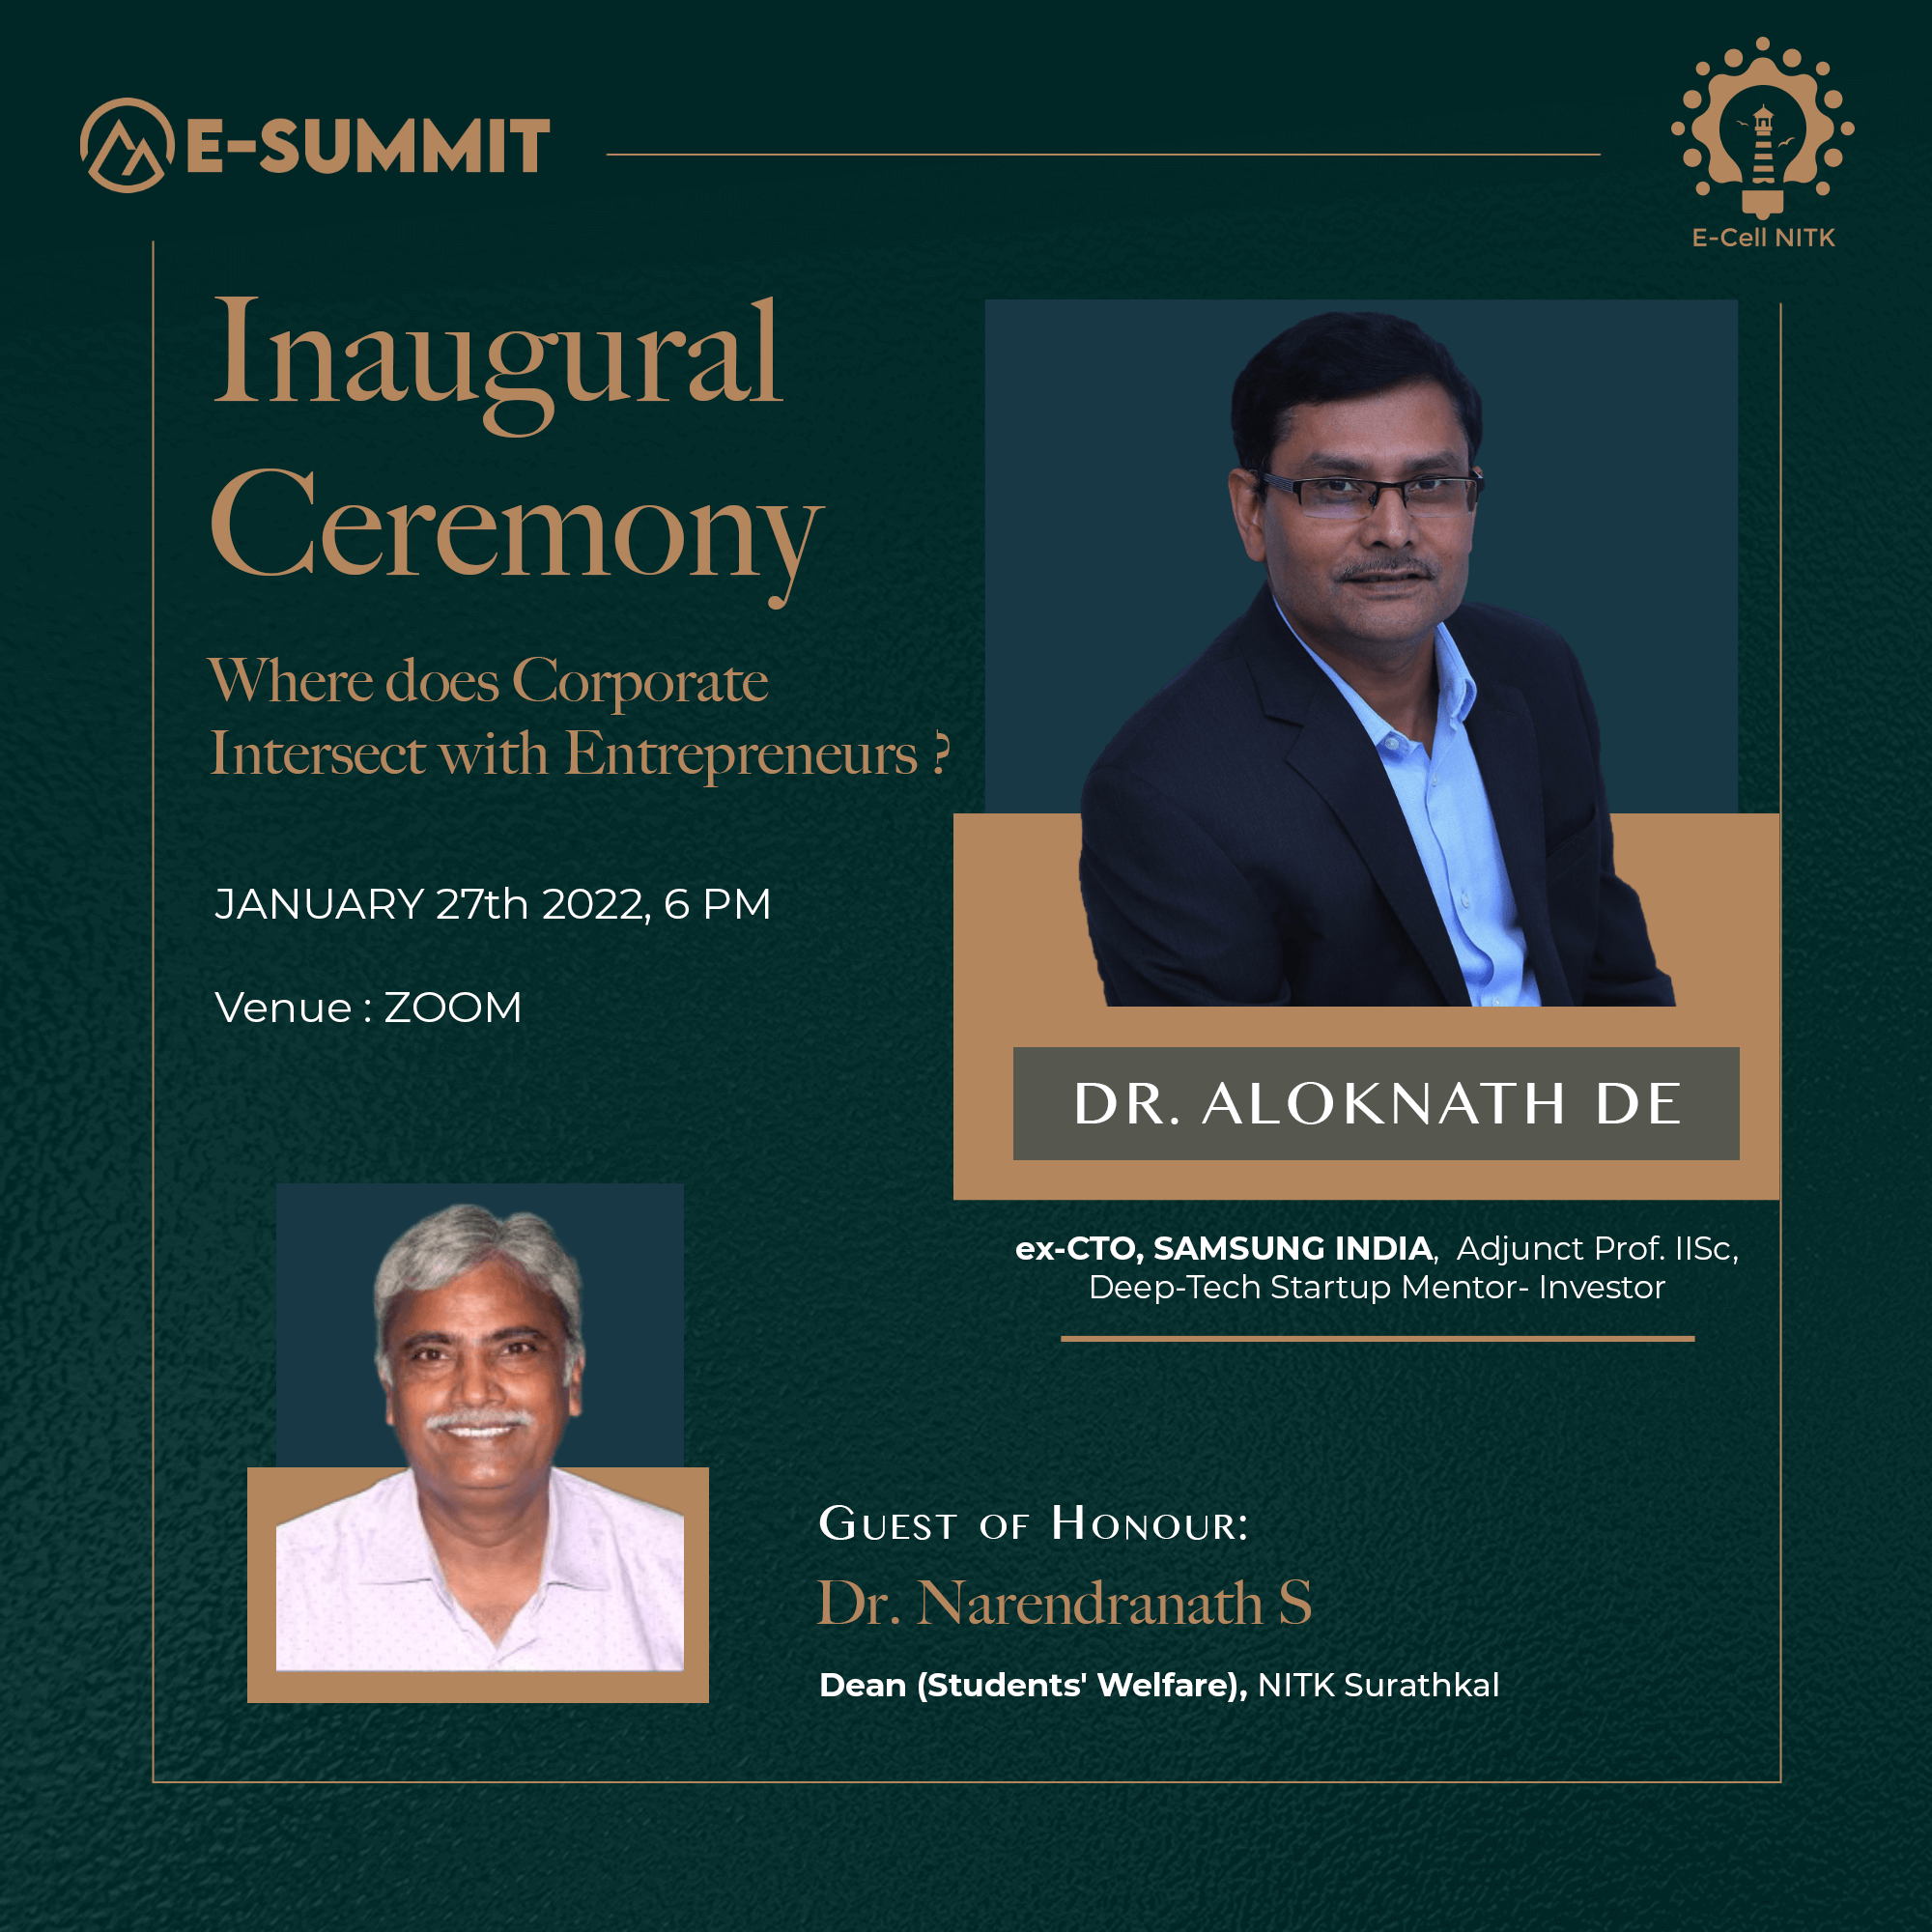 E-SUMMIT
E-Cell NITK
Inaugural
Ceremony
Where does Corporate
Intersect with Entrepreneurs ?
JANUARY 27th 2022, 6 PM
Venue : ZOOM
DR. ALOKNATH DE
ex-CTO, SAMSUNG INDIA, Adjunct Prof. IISc,
Deep-Tech Startup Mentor- Investor
GUEST OF HONOUR:
Dr. Narendranath S
Dean (Students' Welfare), NITK Surathkal